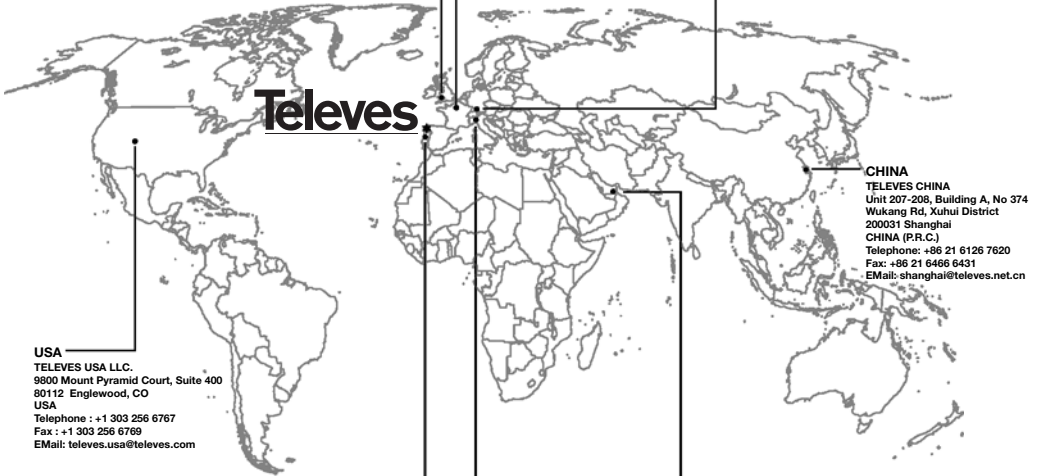 Televes
CHINA
TELEVES CHINA
Unit 207-208, Building A, No 374
Wukang Rd, Xuhui District
200031 Shanghai
CHINA (P.R.C.)
Telephone: +86 21 6126 7620
Fax: +86 21 6466 6431
EMail: shanghai@televes.net.cn
USA
TELEVES USA LLC.
9800 Mount Pyramid Court, Suite 400
80112 Englewood, CO
USA
Telephone : +1 303 256 6767
Fax : +1 303 256 6769
EMail: televes.usa@televes.com